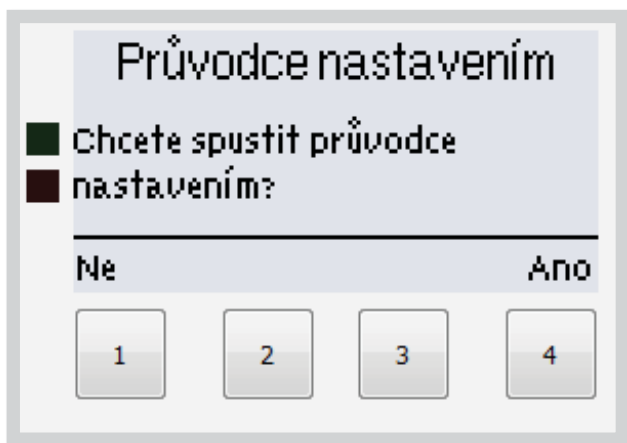 Průvodce nastavením
Chcete spustit průvodce
nastavením?
Ne Ano
1 2 3 4